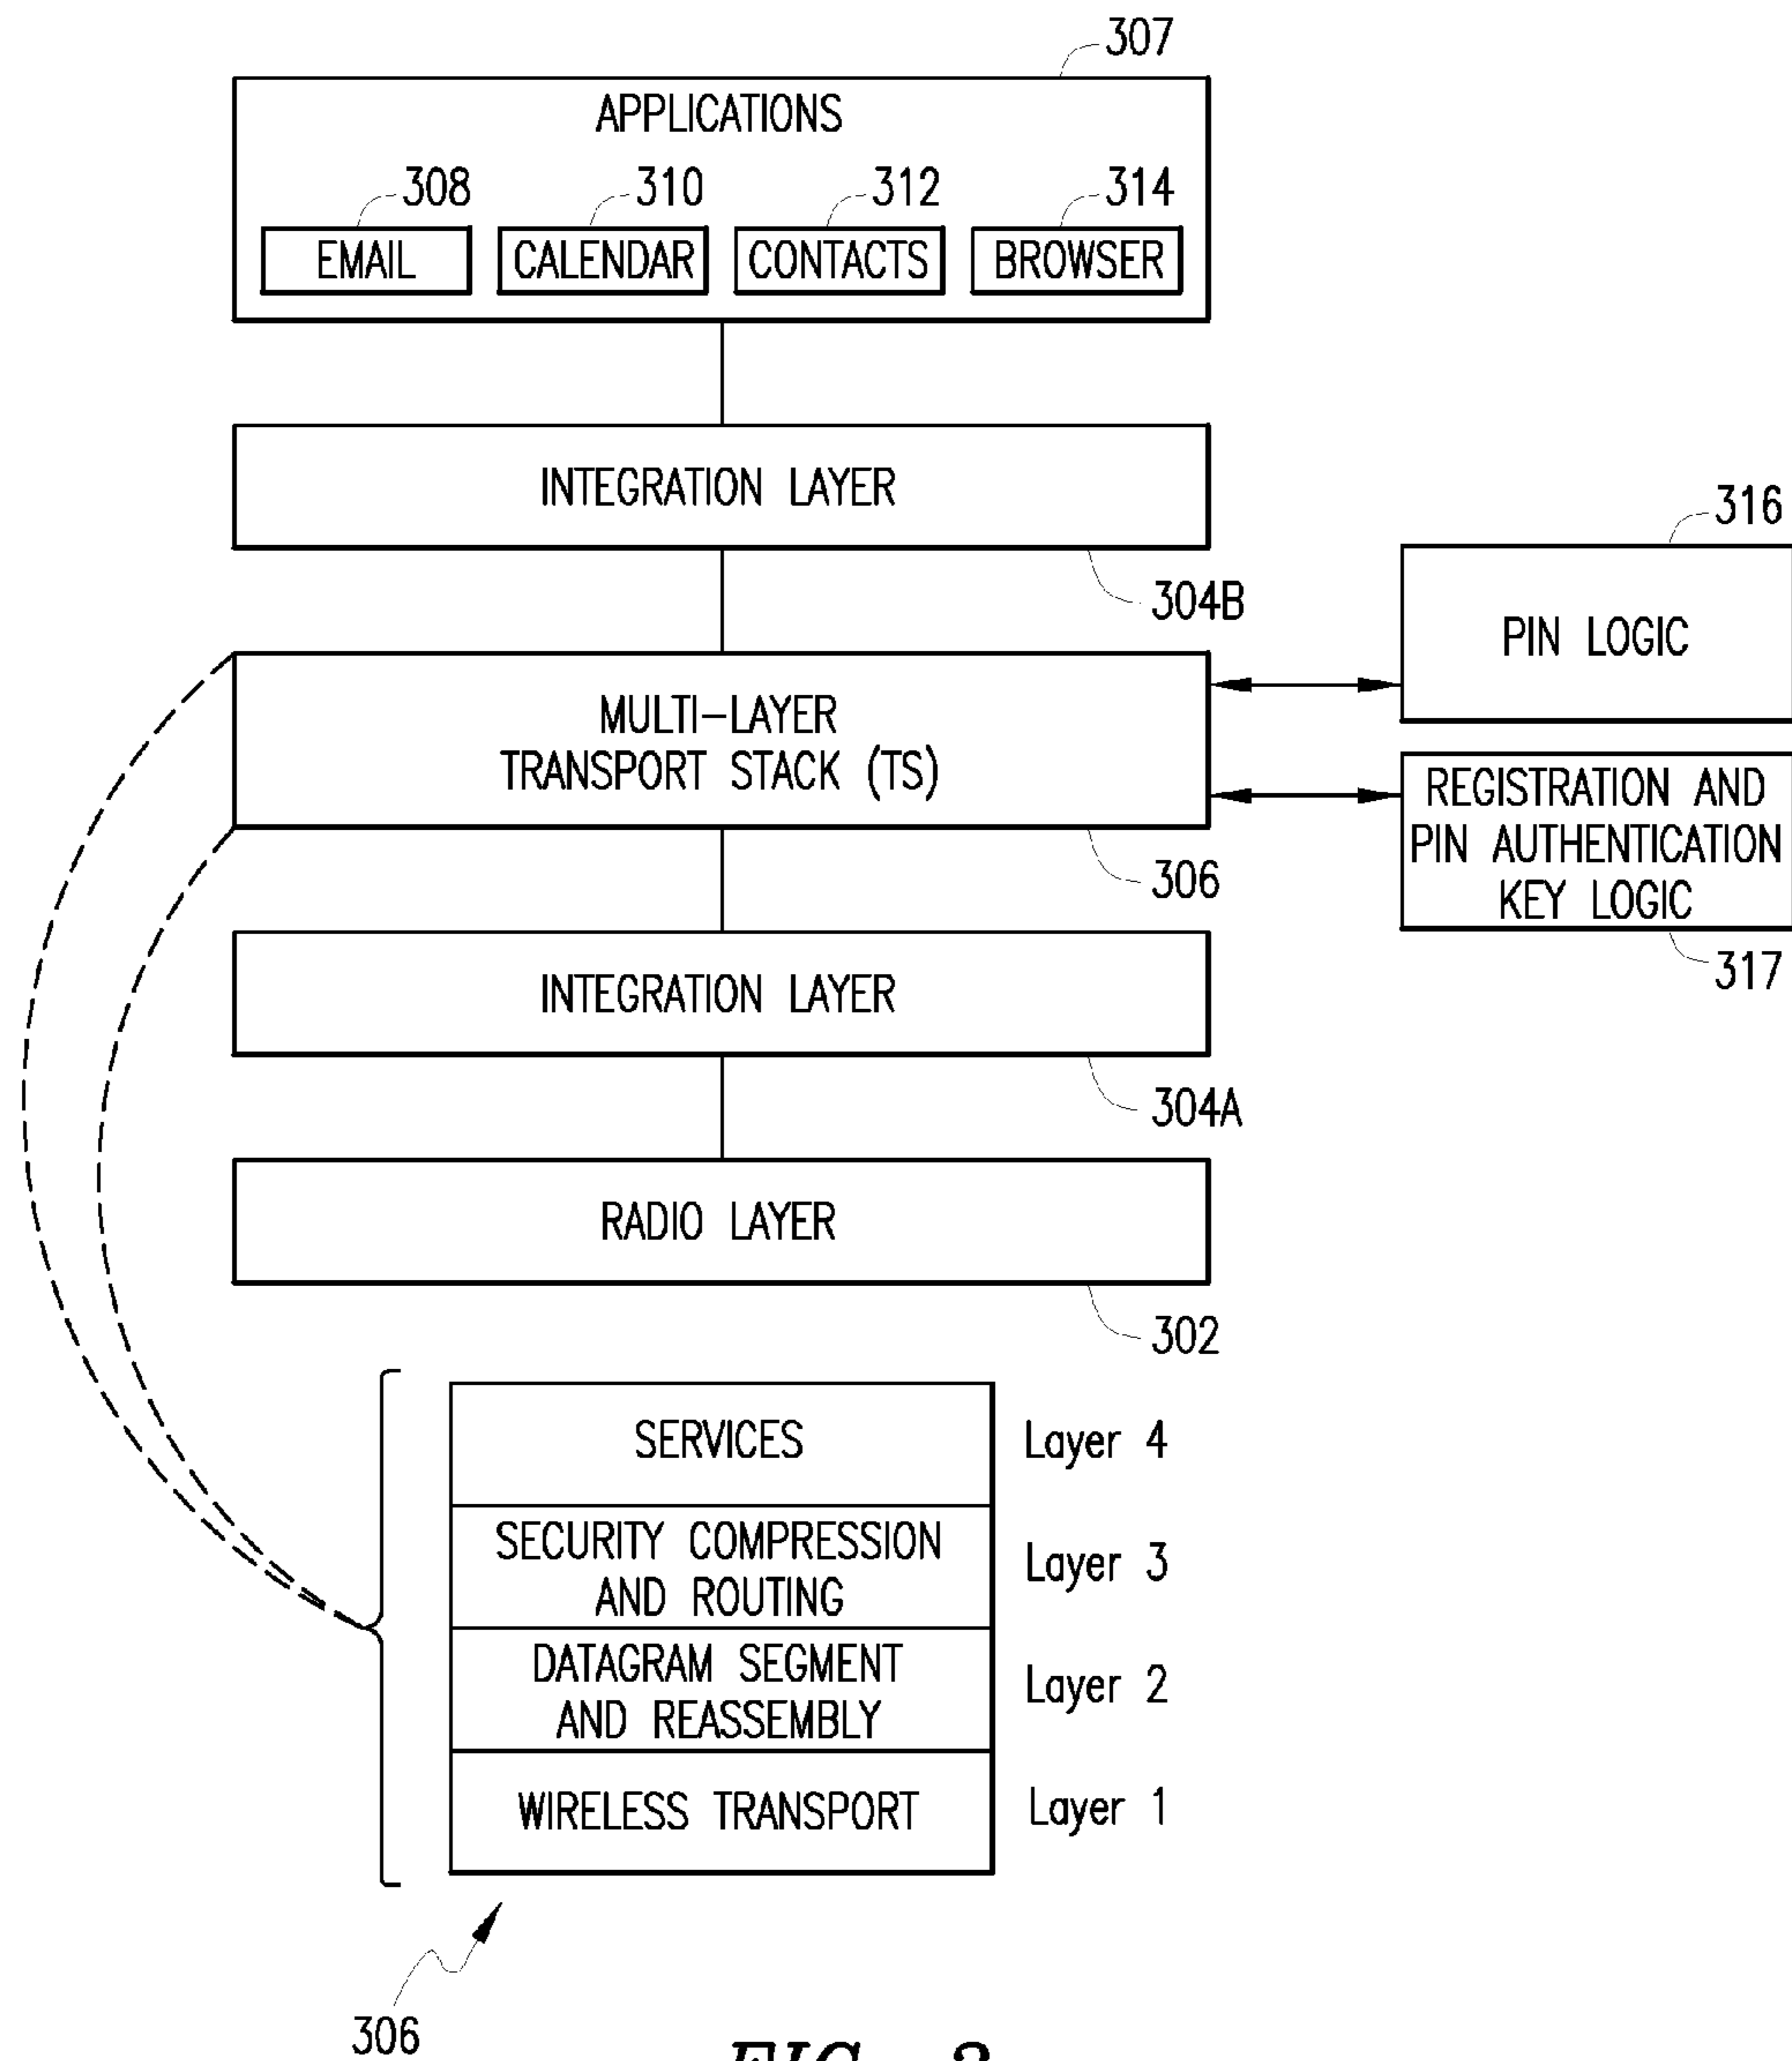 307
APPLICATIONS
308
310
312
314
EMAIL
CALENDAR
CONTACTS
BROWSER
INTEGRATION LAYER
304B
316
PIN LOGIC
MULTI-LAYER
TRANSPORT STACK (TS)
306
REGISTRATION AND
PIN AUTHENTICATION
KEY LOGIC
317
INTEGRATION LAYER
304A
RADIO LAYER
302
SERVICES
Layer 4
SECURITY COMPRESSION
AND ROUTING
Layer 3
DATAGRAM SEGMENT
AND REASSEMBLY
Layer 2
WIRELESS TRANSPORT
Layer 1
306
FIG.